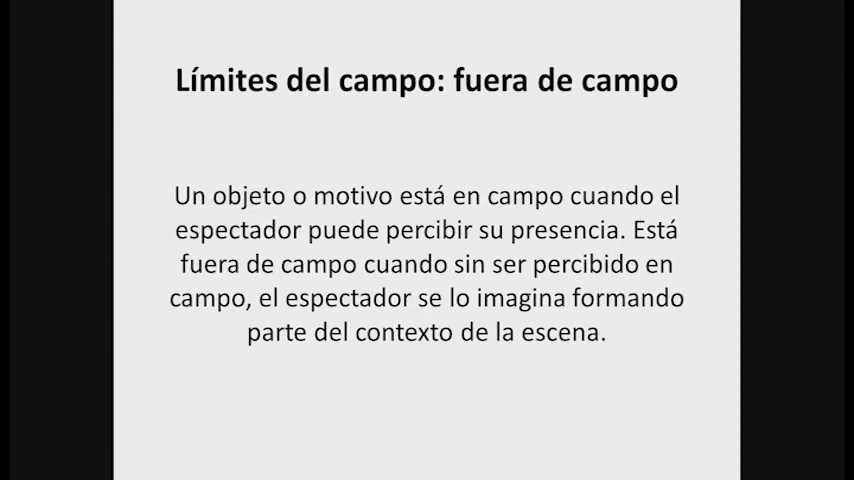 Límites del campo: fuera de campo
Un objeto o motivo está en campo cuando el
espectador puede percibir su presencia. Está
fuera de campo cuando sin ser percibido en
campo, el espectador se lo imagina formando
parte del contexto de la escena.